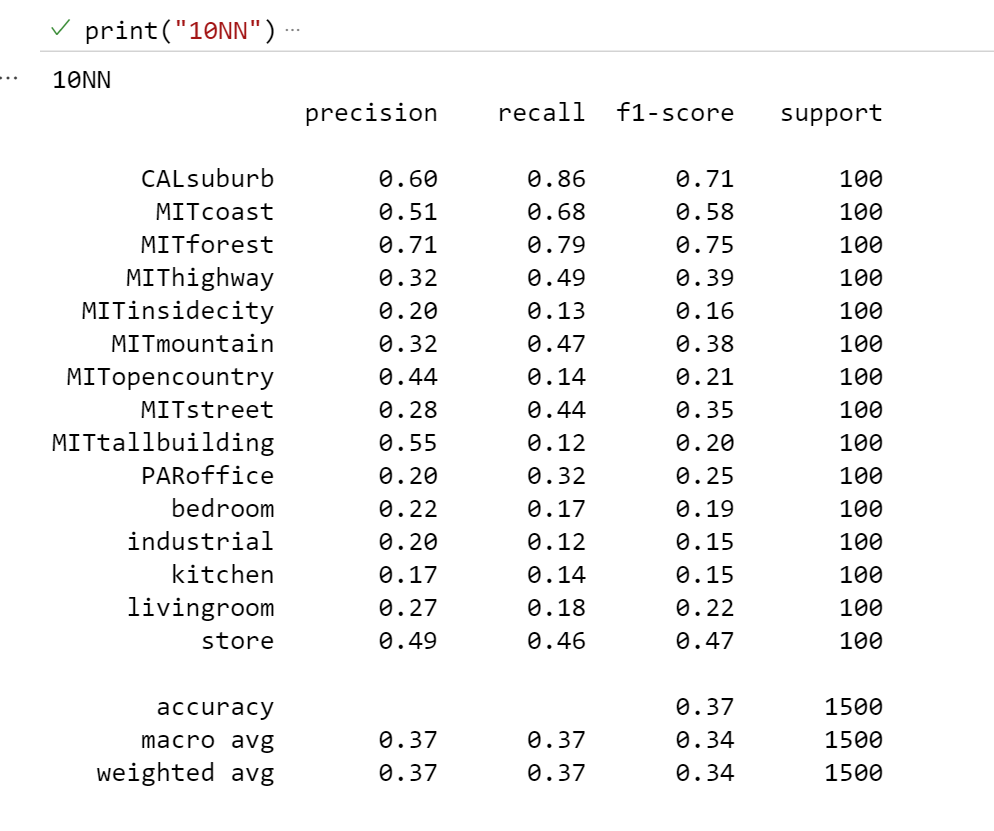 print("10NN") ...
... 10NN
precision recall f1-score support
CALsuburb 0.60 0.86 0.71 100
MITcoast 0.51 0.68 0.58 100
MITforest 0.71 0.79 0.75 100
MIThighway 0.32 0.49 0.39 100
MITinsidecity 0.20 0.13 0.16 100
MITmountain 0.32 0.47 0.38 100
MITopencountry 0.44 0.14 0.21 100
MITstreet 0.28 0.44 0.35 100
MITtallbuilding 0.55 0.12 0.20 100
PARoffice 0.20 0.32 0.25 100
bedroom 0.22 0.17 0.19 100
industrial 0.20 0.12 0.15 100
kitchen 0.17 0.14 0.15 100
livingroom 0.27 0.18 0.22 100
store 0.49 0.46 0.47 100
accuracy 0.37 1500
macro avg 0.37 0.37 0.34 1500
weighted avg 0.37 0.37 0.34 1500